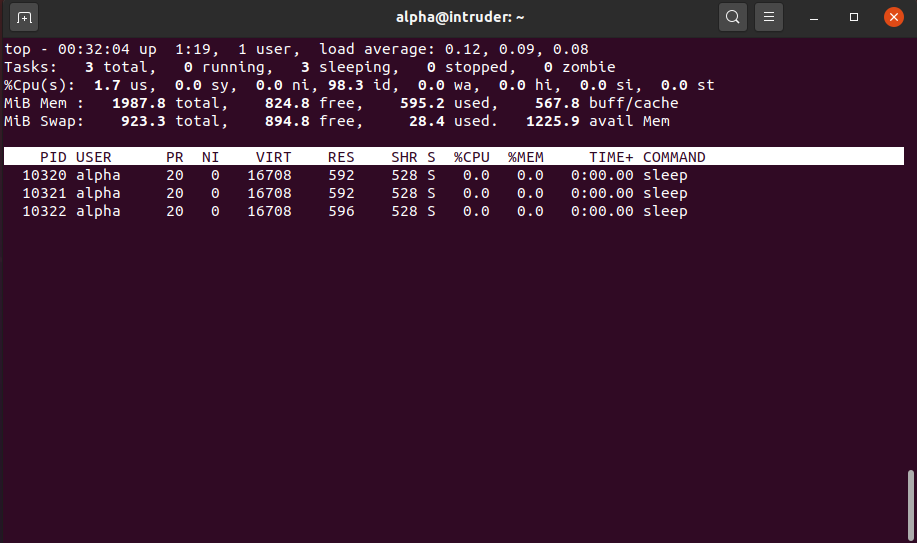 alpha@intruder: ~
top - 00:32:04 up  1:19,  1 user,  load average: 0.12, 0.09, 0.08
Tasks:   3 total,   0 running,   3 sleeping,   0 stopped,   0 zombie
%Cpu(s):  1.7 us,  0.0 sy,  0.0 ni, 98.3 id,  0.0 wa,  0.0 hi,  0.0 si,  0.0 st
MiB Mem :   1987.8 total,    824.8 free,    595.2 used,    567.8 buff/cache
MiB Swap:    923.3 total,    894.8 free,     28.4 used.   1225.9 avail Mem
    PID USER      PR  NI    VIRT    RES    SHR S  %CPU  %MEM     TIME+ COMMAND
  10320 alpha     20   0   16708    592    528 S   0.0   0.0   0:00.00 sleep
  10321 alpha     20   0   16708    592    528 S   0.0   0.0   0:00.00 sleep
  10322 alpha     20   0   16708    596    528 S   0.0   0.0   0:00.00 sleep